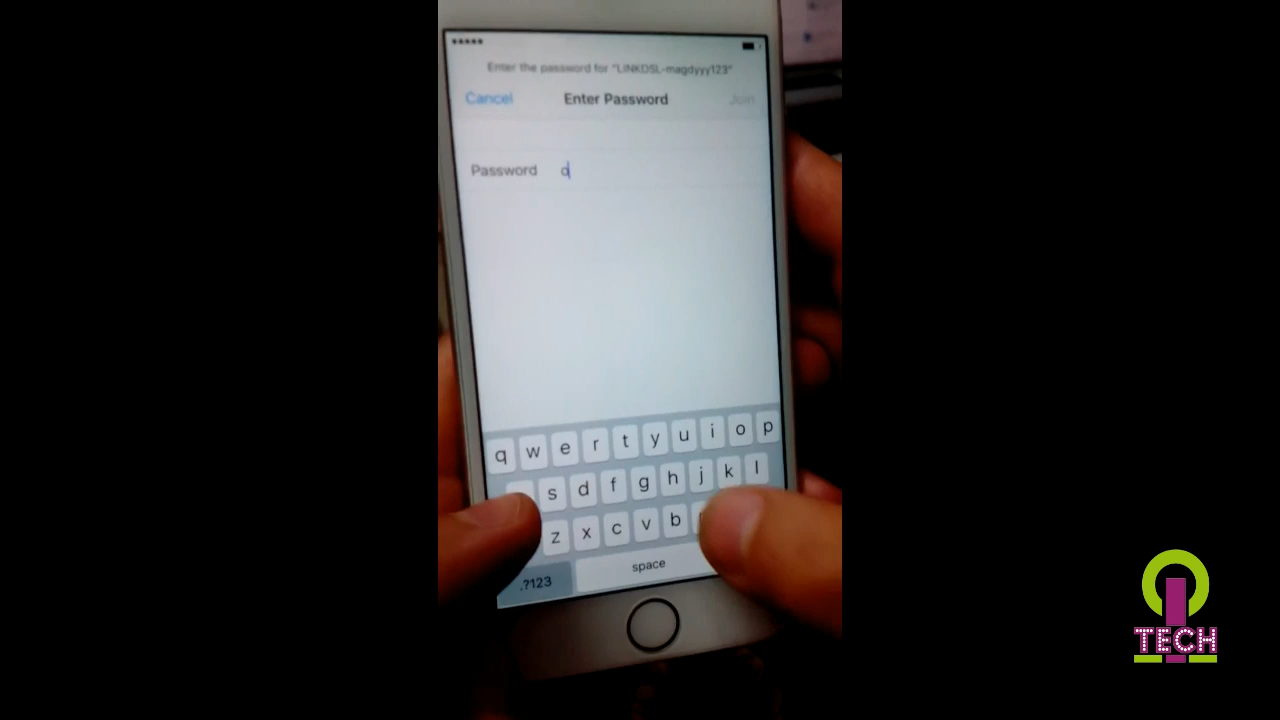 Enter the password for "LINKDSL-magdyyy123"
Cancel Enter Password Join
Password
q w e r t y u i o p
s d f g h j k l
z x c v b
.?123 space
TECH